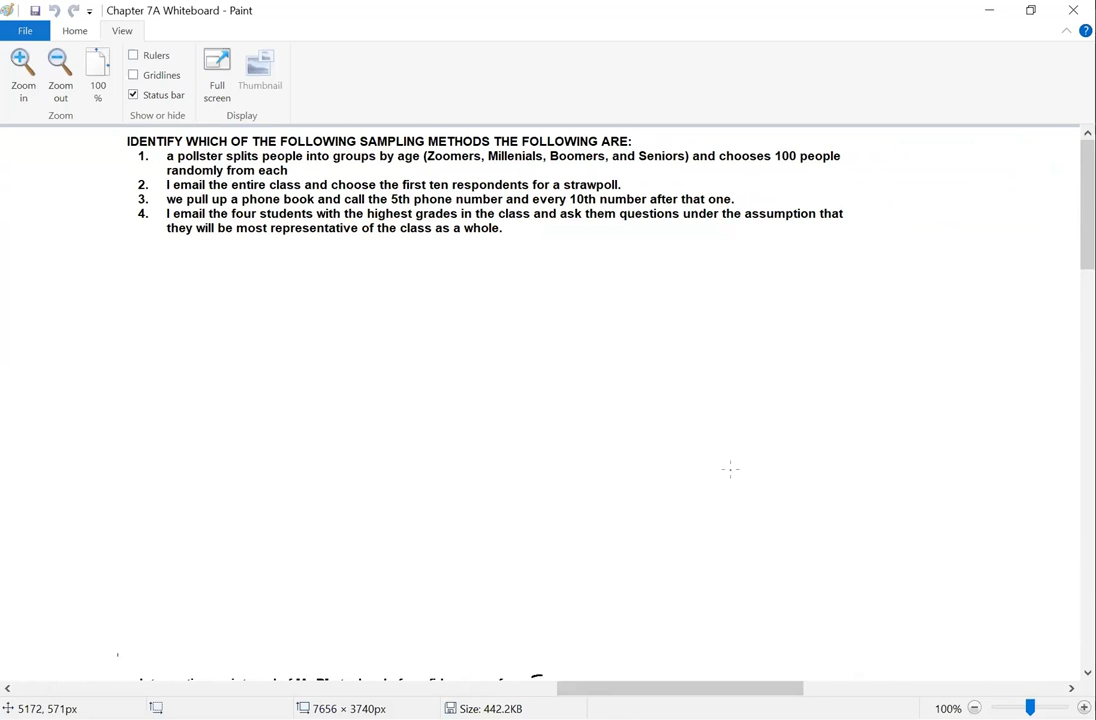 Chapter 7A Whiteboard - Paint
File Home View
Zoom in
Zoom out
100 %
Rulers
Gridlines
Status bar
Full screen
Thumbnail
Zoom Show or hide Display
IDENTIFY WHICH OF THE FOLLOWING SAMPLING METHODS THE FOLLOWING ARE:
1. a pollster splits people into groups by age (Zoomers, Millenials, Boomers, and Seniors) and chooses 100 people
randomly from each
2. I email the entire class and choose the first ten respondents for a strawpoll.
3. we pull up a phone book and call the 5th phone number and every 10th number after that one.
4. I email the four students with the highest grades in the class and ask them questions under the assumption that
they will be most representative of the class as a whole.
5172, 571px 7656 × 3740px Size: 442.2KB 100%